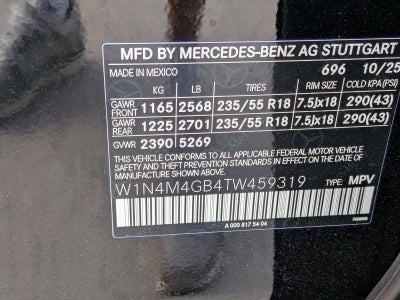 MFD BY MERCEDES-BENZ AG STUTTGART
MADE IN MEXICO 696 10/25
KG LB TIRES RIM SIZE COLD KPA(PSI)
GAWR FRONT 1165 2568 235/55 R18 7.5Jx18 290(43)
GAWR REAR 1225 2701 235/55 R18 7.5Jx18 290(43)
GVWR 2390 5269
THIS VEHICLE CONFORMS TO ALL APPLICABLE FEDERAL MOTOR VEHICLE
SAFETY STANDARDS IN EFFECT ON THE DATE OF MANUFACTURE SHOWN ABOVE.
W1N4M4GB4TW459319 TYPE: MPV
A 000 817 54 04